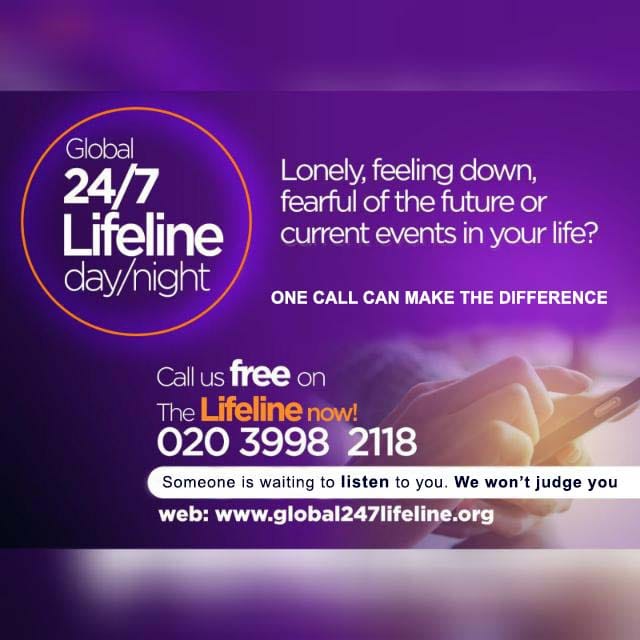 Global
24/7
Lifeline
day/night
Lonely, feeling down,
fearful of the future or
current events in your life?
ONE CALL CAN MAKE THE DIFFERENCE
Call us free on
The Lifeline now!
020 3998 2118
Someone is waiting to listen to you. We won't judge you
web: www.global247lifeline.org